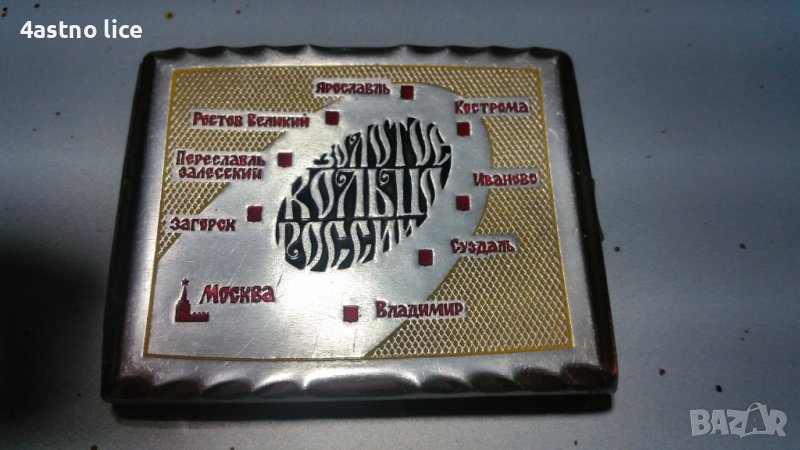 4astno lice
Ярославль
Кострома
Ростов Великий
Переславль
Залесский
Золотое
Кольцо
России
Иваново
Загорск
Суздаль
Москва
Владимир
BAZAR